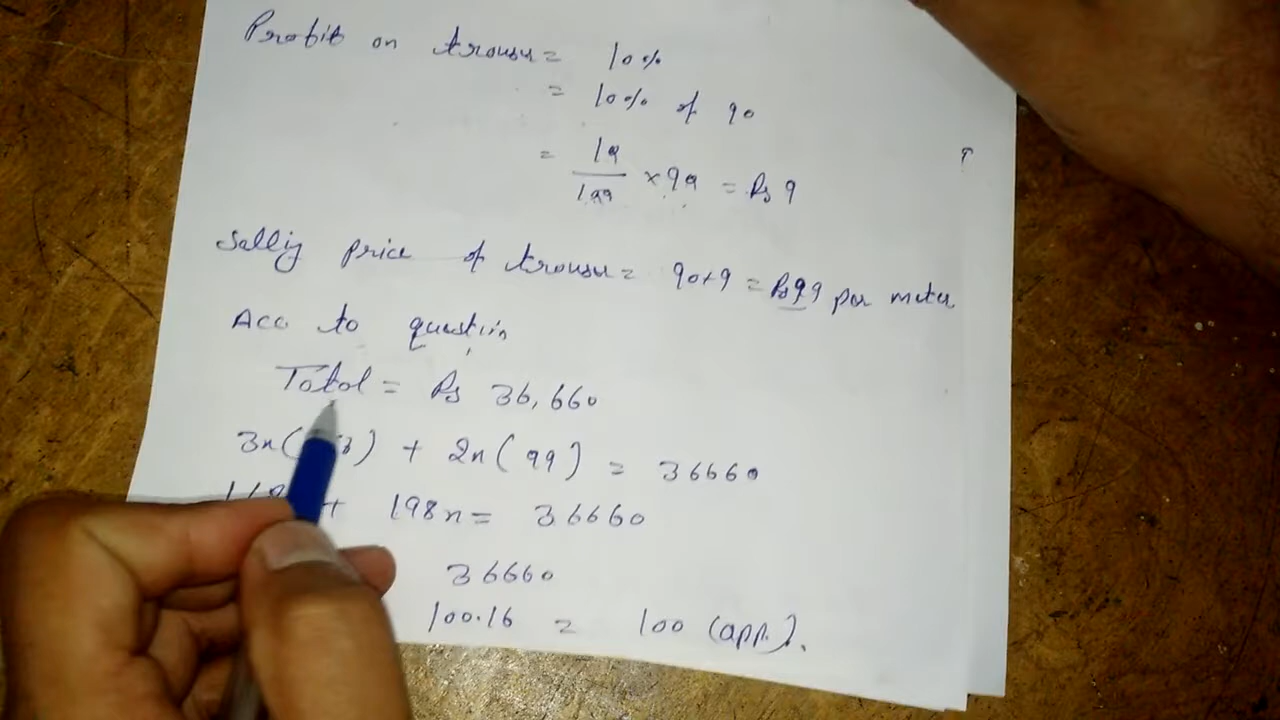 Profit on trouser = 10%
= 10% of 90
= 10/100 × 90 = Rs 9
Selling price of trouser = 90+9 = Rs 99 per meter
Acc to question
Total = Rs 36,660
3x( 3) + 2x(99) = 36660
+ 198x = 36660
36660
100.16 = 100 (app).